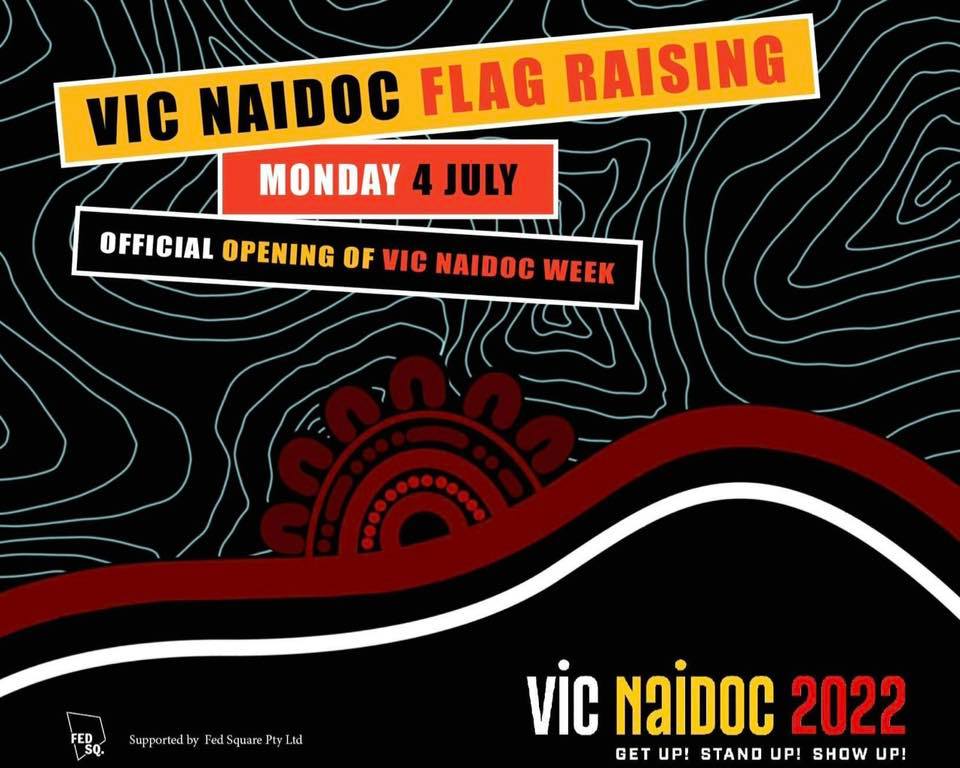 VIC NAIDOC FLAG RAISING
MONDAY 4 JULY
OFFICIAL OPENING OF VIC NAIDOC WEEK
FED
SQ.
Supported by Fed Square Pty Ltd
vic NaiDOC 2022
GET UP! STAND UP! SHOW UP!